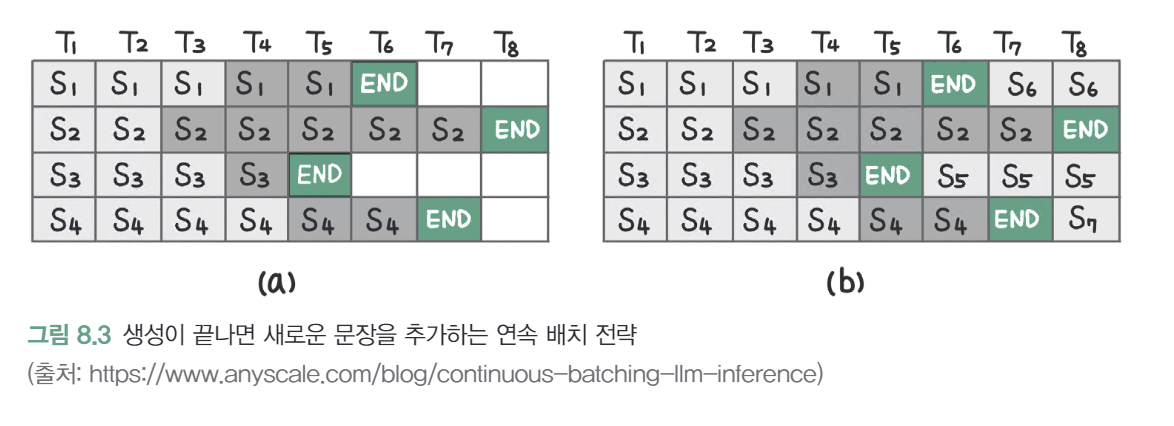 T1 T2 T3 T4 T5 T6 T7 T8
S1 S1 S1 S1 S1 END
S2 S2 S2 S2 S2 S2 S2 END
S3 S3 S3 S3 END
S4 S4 S4 S4 S4 S4 END
(a)
T1 T2 T3 T4 T5 T6 T7 T8
S1 S1 S1 S1 S1 END S6 S6
S2 S2 S2 S2 S2 S2 S2 END
S3 S3 S3 S3 END S5 S5 S5
S4 S4 S4 S4 S4 S4 END S7
(b)
그림 8.3 생성이 끝나면 새로운 문장을 추가하는 연속 배치 전략
(출처: https://www.anyscale.com/blog/continuous-batching-llm-inference)